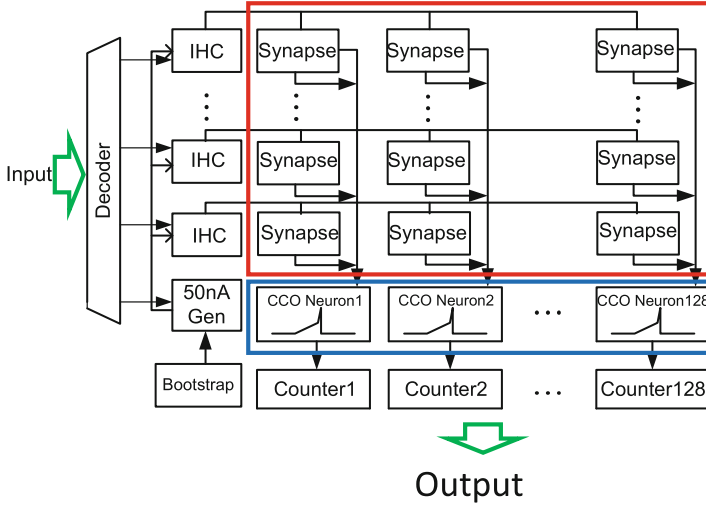 IHC Synapse Synapse Synapse
Input
Decoder
IHC Synapse Synapse Synapse
IHC Synapse Synapse Synapse
50nA
Gen
CCO Neuron1 CCO Neuron2 ... CCO Neuron128
Bootstrap Counter1 Counter2 ... Counter128
Output